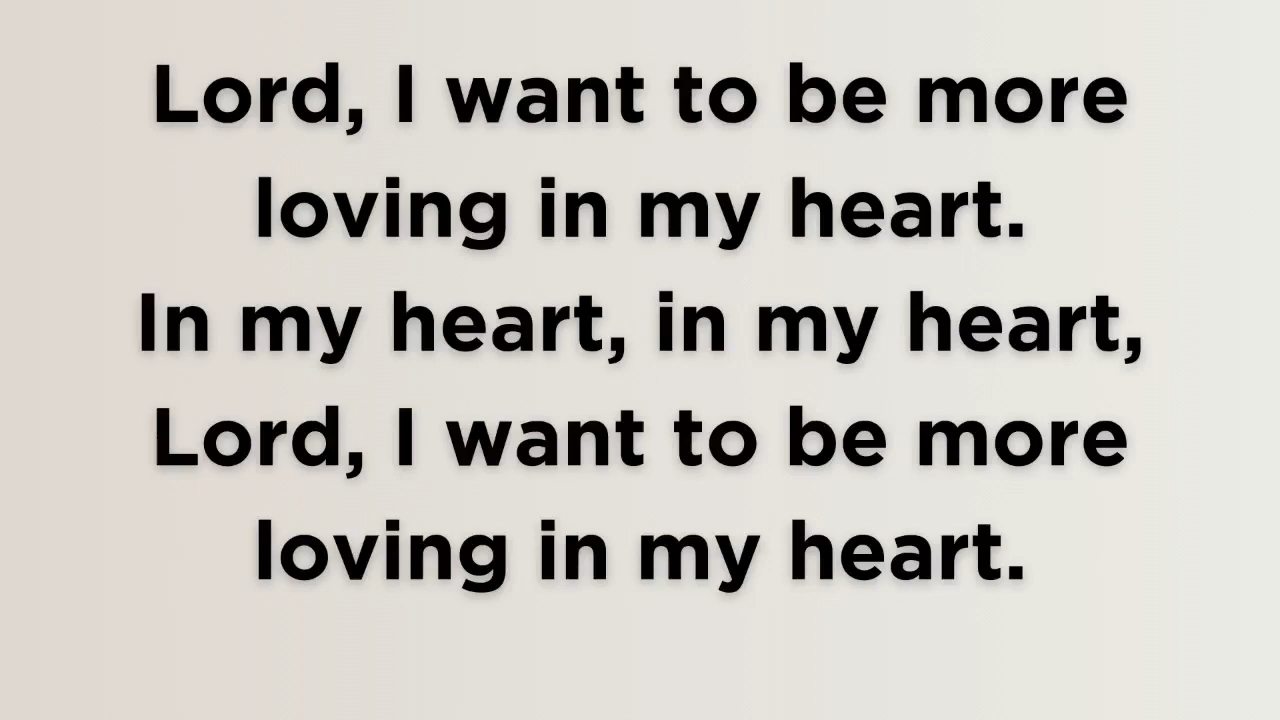 Lord, I want to be more
loving in my heart.
In my heart, in my heart,
Lord, I want to be more
loving in my heart.